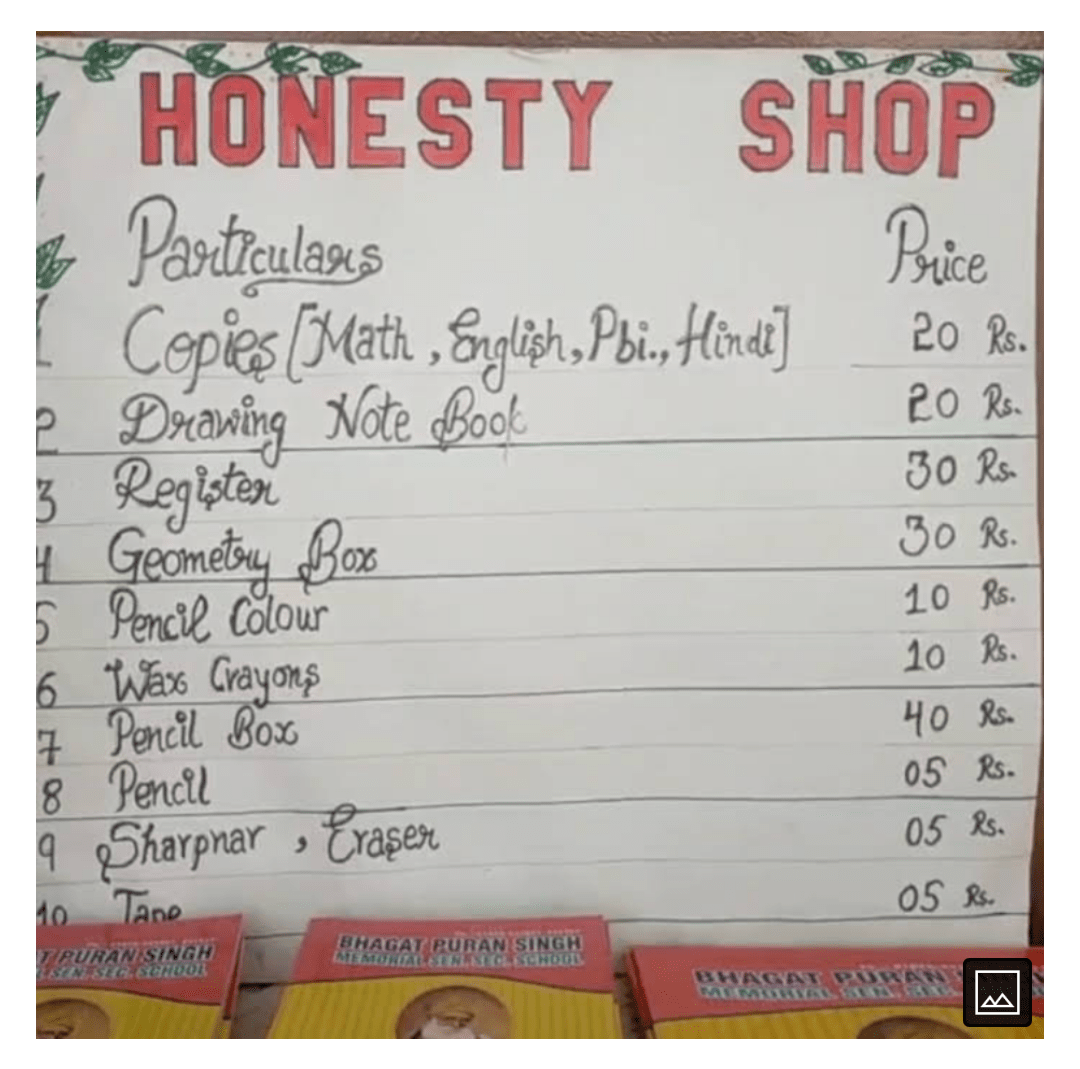 HONESTY SHOP
Particulars Price
1 Copies [Math, English, Pbi., Hindi] 20 Rs.
2 Drawing Note Book 20 Rs.
3 Register 30 Rs.
4 Geometry Box 30 Rs.
5 Pencil Colour 10 Rs.
6 Wax Crayons 10 Rs.
7 Pencil Box 40 Rs.
8 Pencil 05 Rs.
9 Sharpnar, Eraser 05 Rs.
10 Tape 05 Rs.
T PURAN SINGH
L SEN. SEC. SCHOOL
BHAGAT PURAN SINGH
MEMORIAL SEN. SEC. SCHOOL
BHAGAT PURAN
MEMORIAL SEN. SEC.